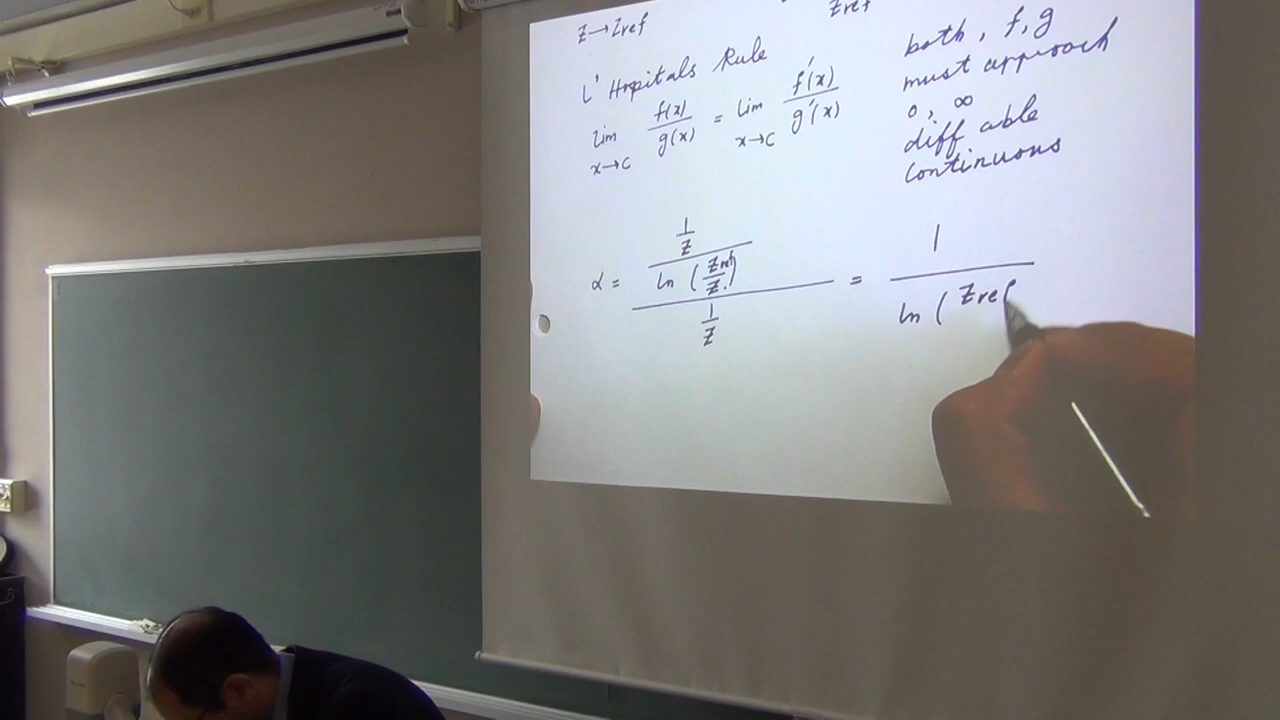 Zref
Z→Zref
L'Hopitals Rule
lim x→c f(x)/g(x) = lim x→c f'(x)/g'(x)
both, f, g
must approach
0, ∞
diff able
continuous
α = ((1/Z)/(ln (Zref/Z.)))/(1/Z) = 1/(ln (Zref